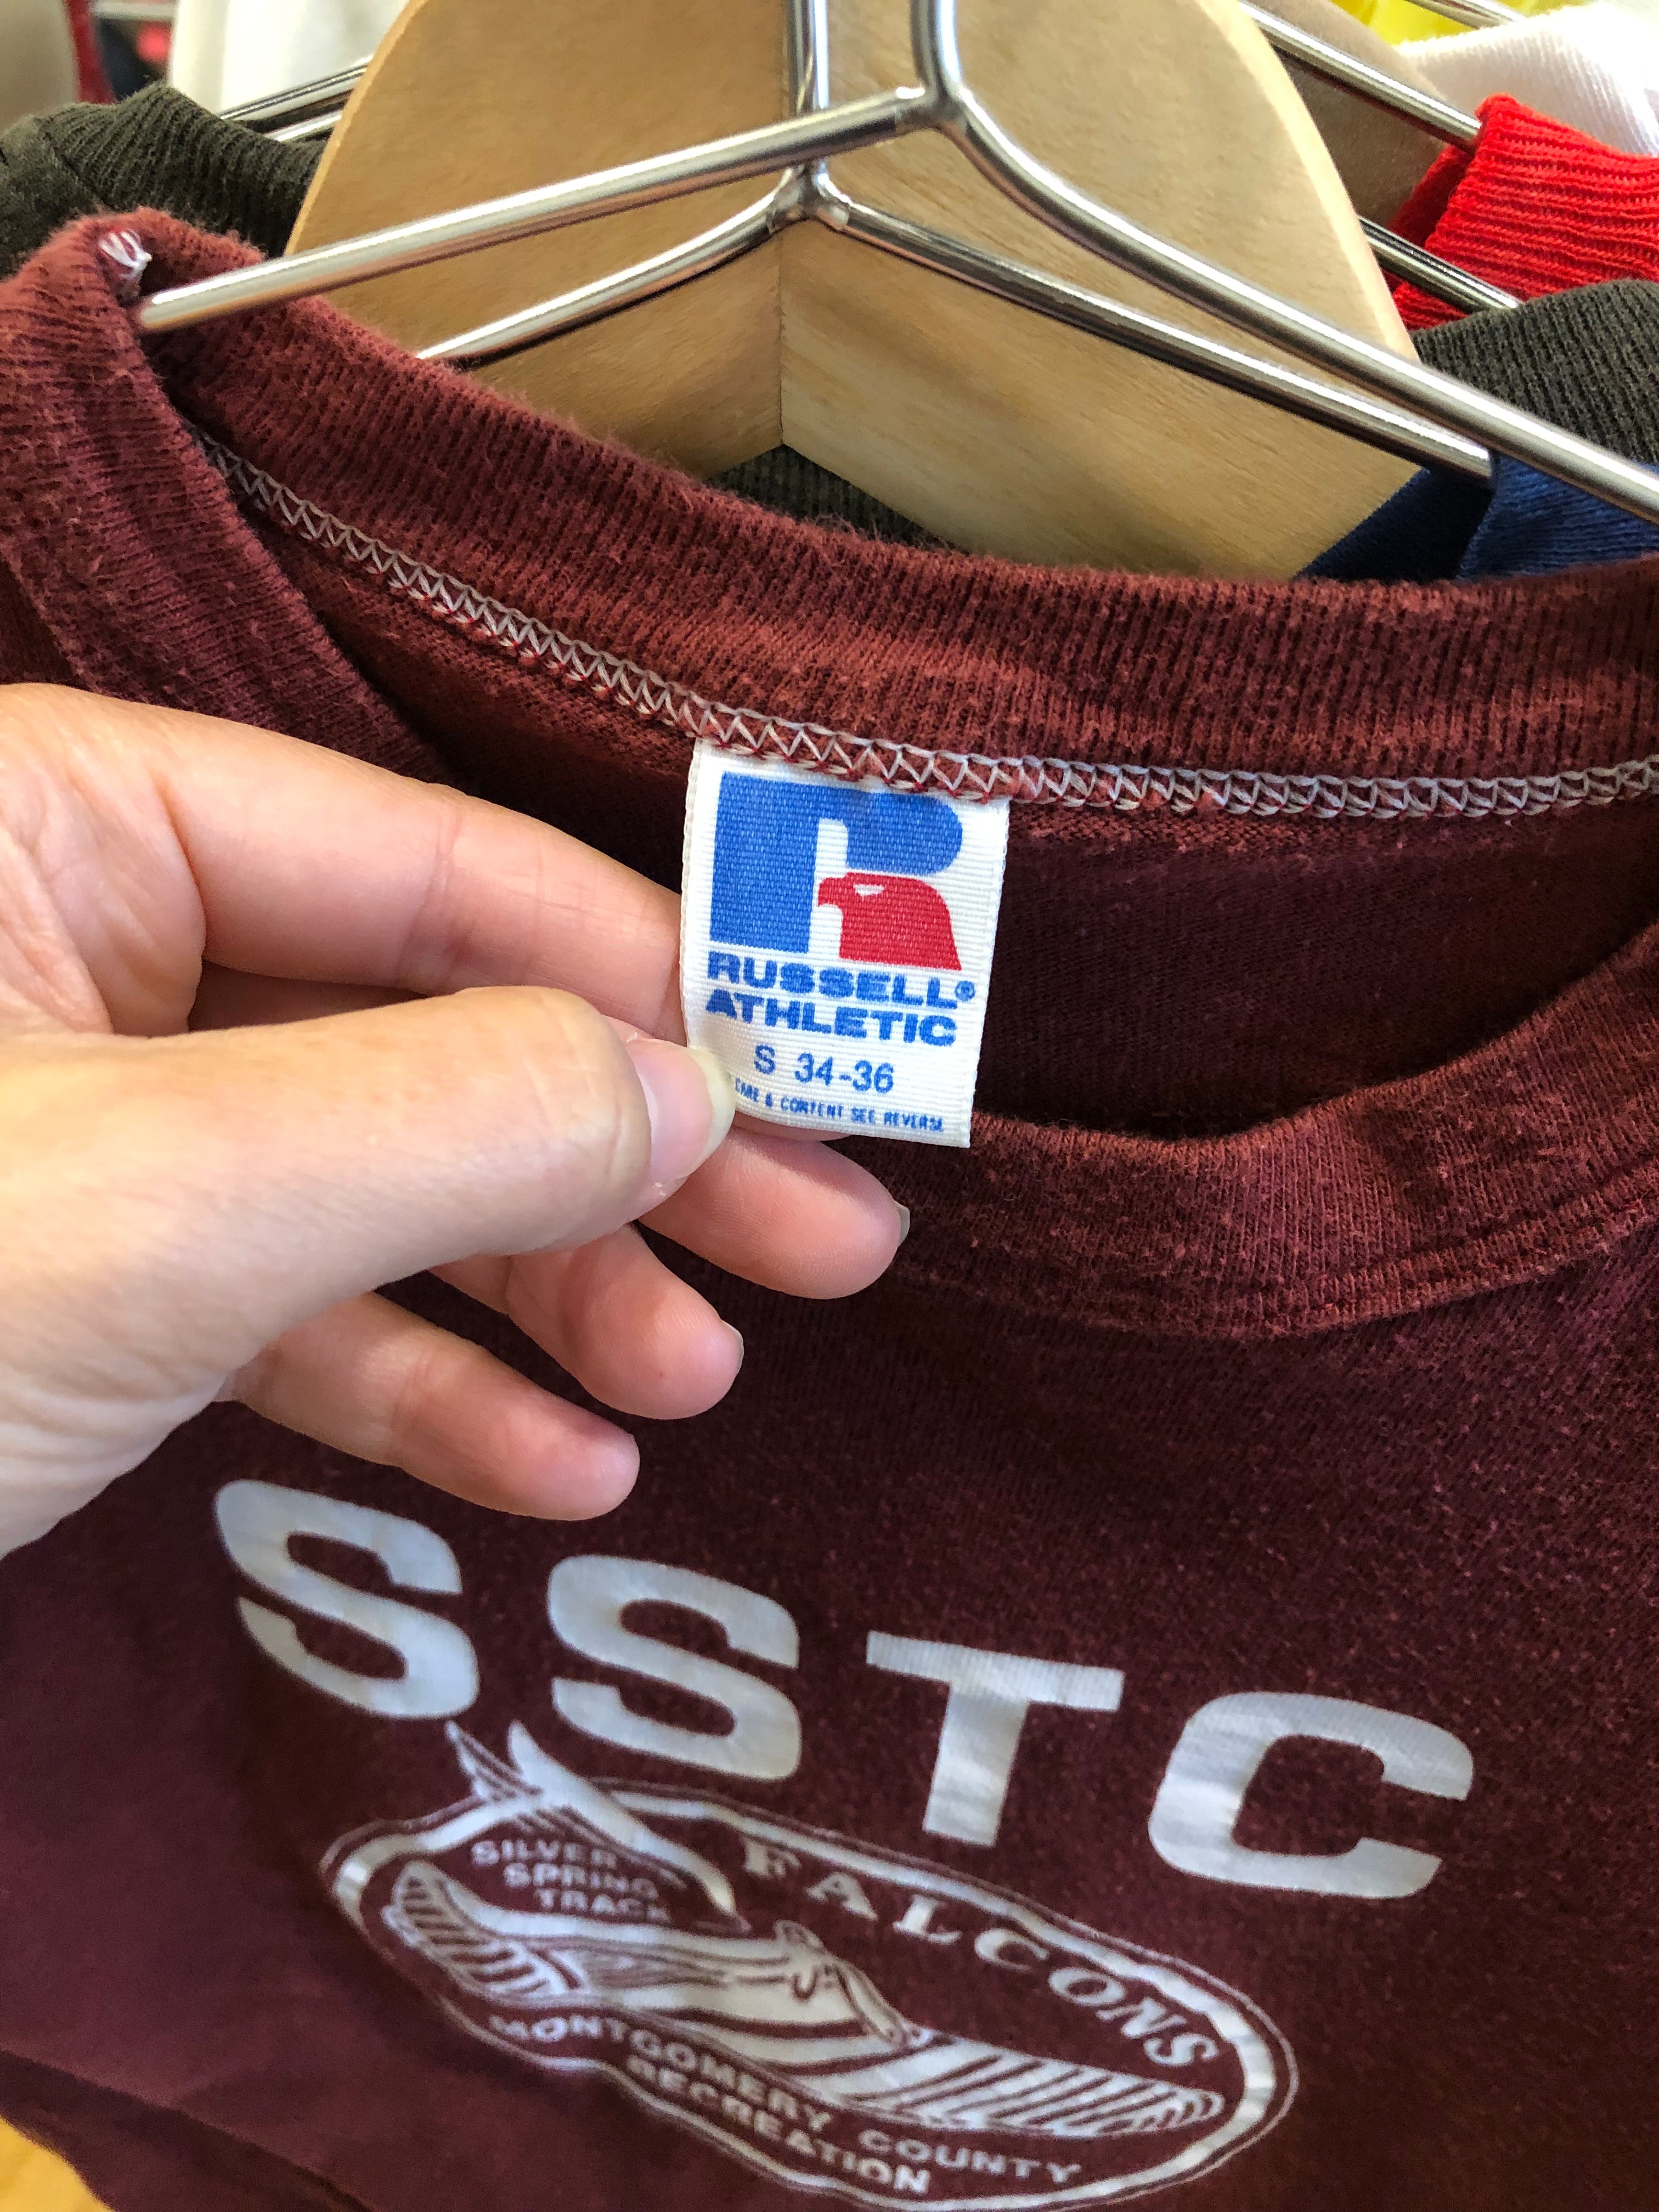 RUSSELL®
ATHLETIC
S 34-36
CARE & CONTENT SEE REVERSE
SSTC
SILVER
SPRING
TRACK
FALCONS
MONTGOMERY COUNTY
RECREATION